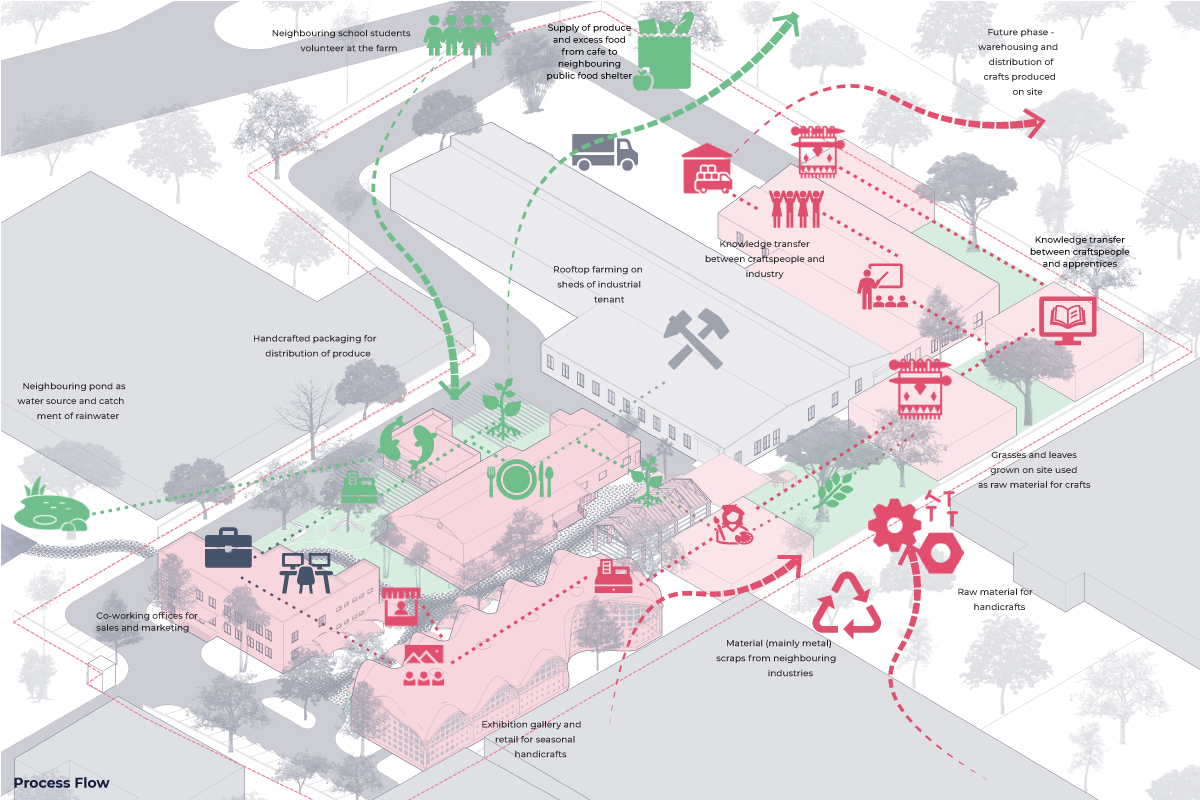 Neighbouring school students
volunteer at the farm
Supply of produce
and excess food
from cafe to
neighbouring
public food shelter
Future phase -
warehousing and
distribution of
crafts produced
on site
Knowledge transfer
between craftspeople and
industry
Knowledge transfer
between craftspeople
and apprentices
Rooftop farming on
sheds of industrial
tenant
Handcrafted packaging for
distribution of produce
Neighbouring pond as
water source and catch
ment of rainwater
Grasses and leaves
grown on site used
as raw material for crafts
Raw material for
handicrafts
Co-working offices for
sales and marketing
Material (mainly metal)
scraps from neighbouring
industries
Exhibition gallery and
retail for seasonal
handicrafts
Process Flow